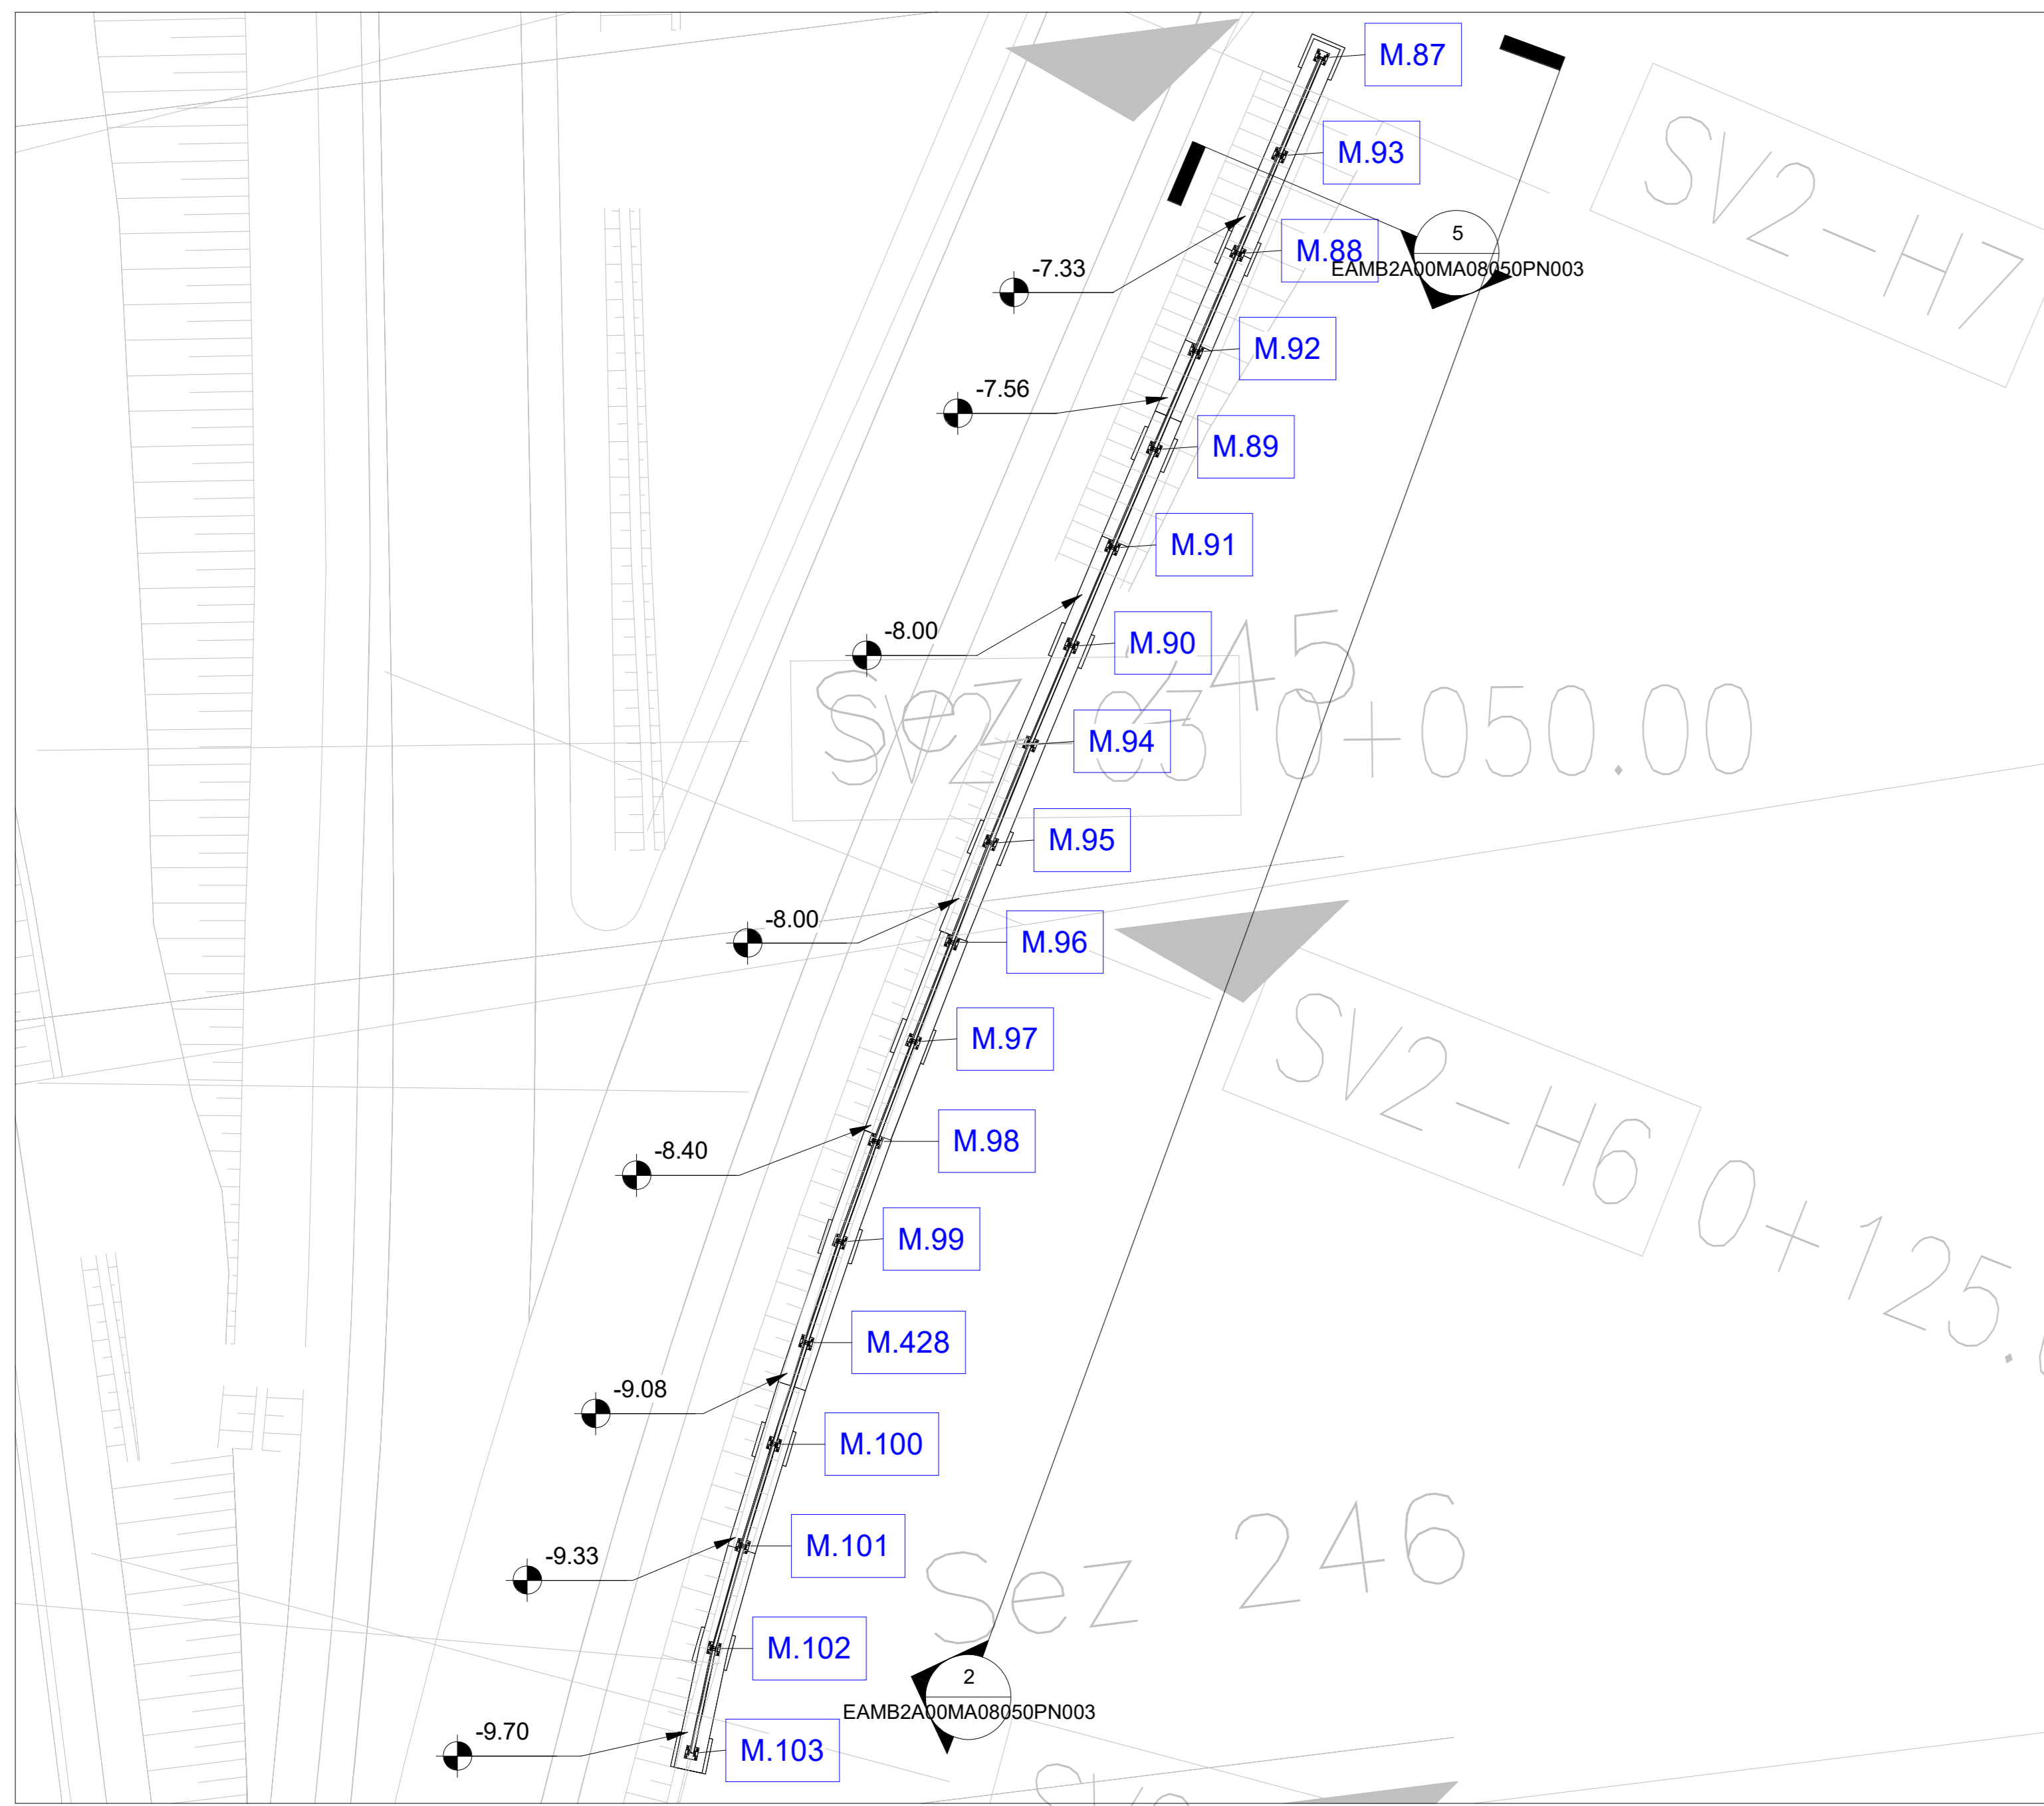 M.87
M.93
SV2-H7
5
EAMB2A00MA08050PN003
M.88
-7.33
M.92
-7.56
M.89
M.91
-8.00
M.90
Sez 245
0+050.00
M.94
M.95
-8.00
M.96
M.97
SV2-H6
0+125.
-8.40
M.98
M.99
M.428
-9.08
M.100
Sez 246
-9.33
M.101
M.102
2
EAMB2A00MA08050PN003
-9.70
M.103